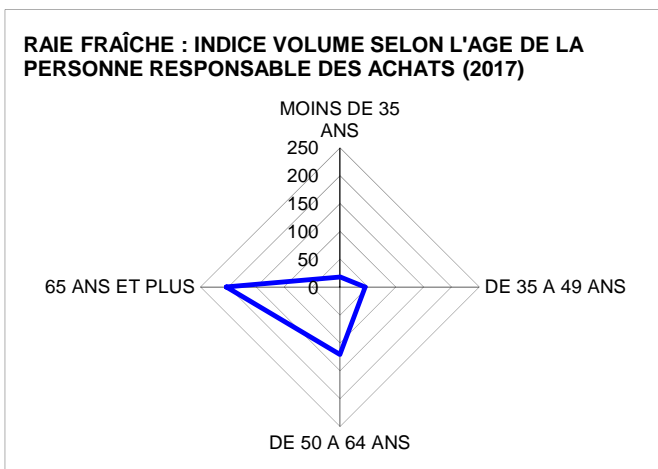 RAIE FRAÎCHE : INDICE VOLUME SELON L'AGE DE LA
PERSONNE RESPONSABLE DES ACHATS (2017)
MOINS DE 35
ANS
250
200
150
100
50
0
65 ANS ET PLUS
DE 35 A 49 ANS
DE 50 A 64 ANS